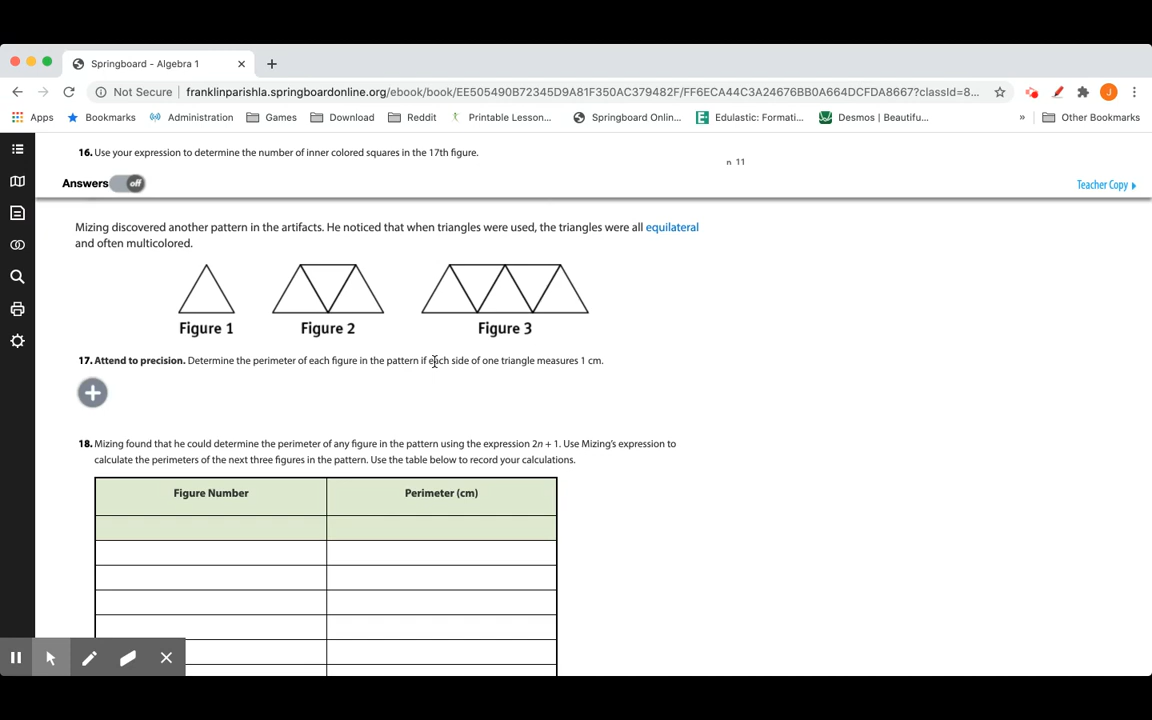 Springboard - Algebra 1
Not Secure | franklinparishla.springboardonline.org/ebook/book/EE505490B72345D9A81F350AC379482F/FF6ECA44C3A24676BB0A664DCFDA8667?classId=8...
Apps Bookmarks Administration Games Download Reddit Printable Lesson... Springboard Onlin... Edulastic: Formati... Desmos | Beautifu... » Other Bookmarks
16. Use your expression to determine the number of inner colored squares in the 17th figure.
n 11
Answers off
Teacher Copy
Mizing discovered another pattern in the artifacts. He noticed that when triangles were used, the triangles were all equilateral
and often multicolored.
Figure 1 Figure 2 Figure 3
17. Attend to precision. Determine the perimeter of each figure in the pattern if each side of one triangle measures 1 cm.
18. Mizing found that he could determine the perimeter of any figure in the pattern using the expression 2n + 1. Use Mizing's expression to
calculate the perimeters of the next three figures in the pattern. Use the table below to record your calculations.
Figure Number Perimeter (cm)